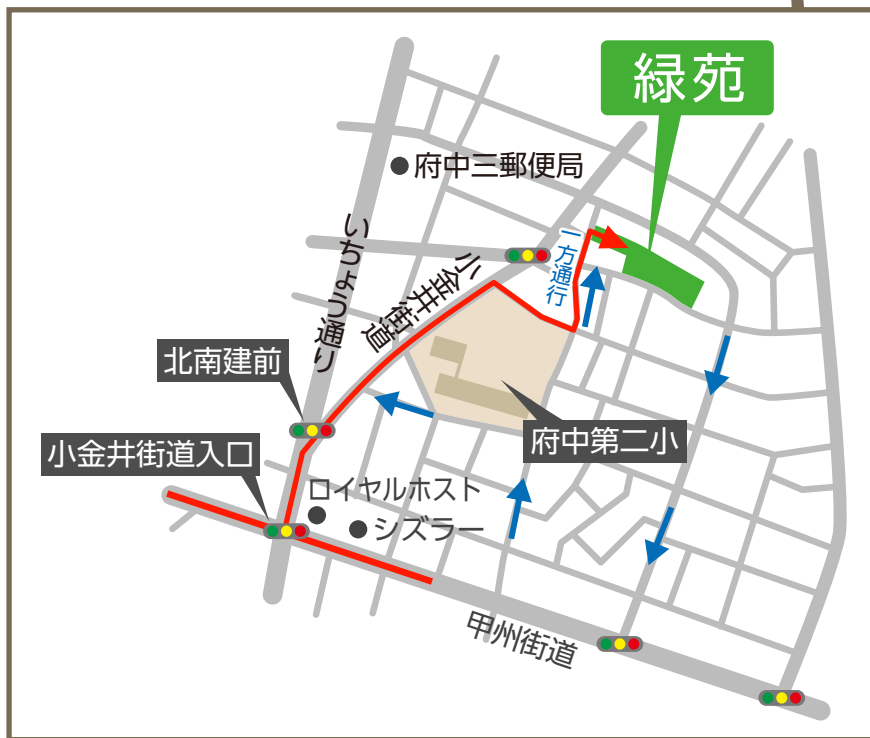 緑苑
府中三郵便局
一方通行
いちょう通り
小金井街道
北南建前
府中第二小
小金井街道入口
ロイヤルホスト
シズラー
甲州街道